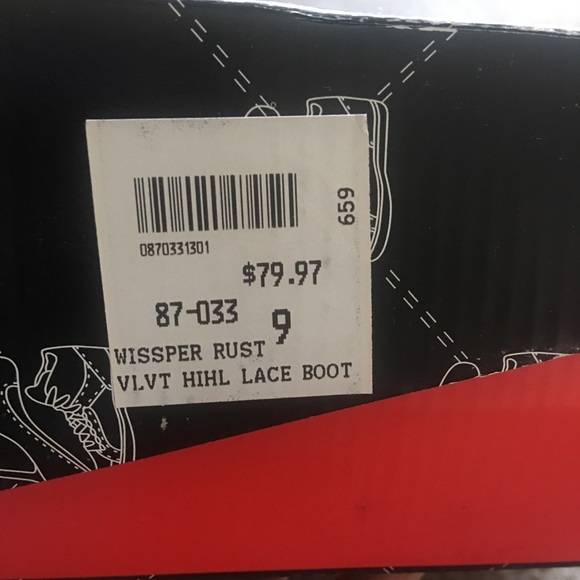 659
0870331301
$79.97
87-033 9
WISSPER RUST
VLVT HIHL LACE BOOT